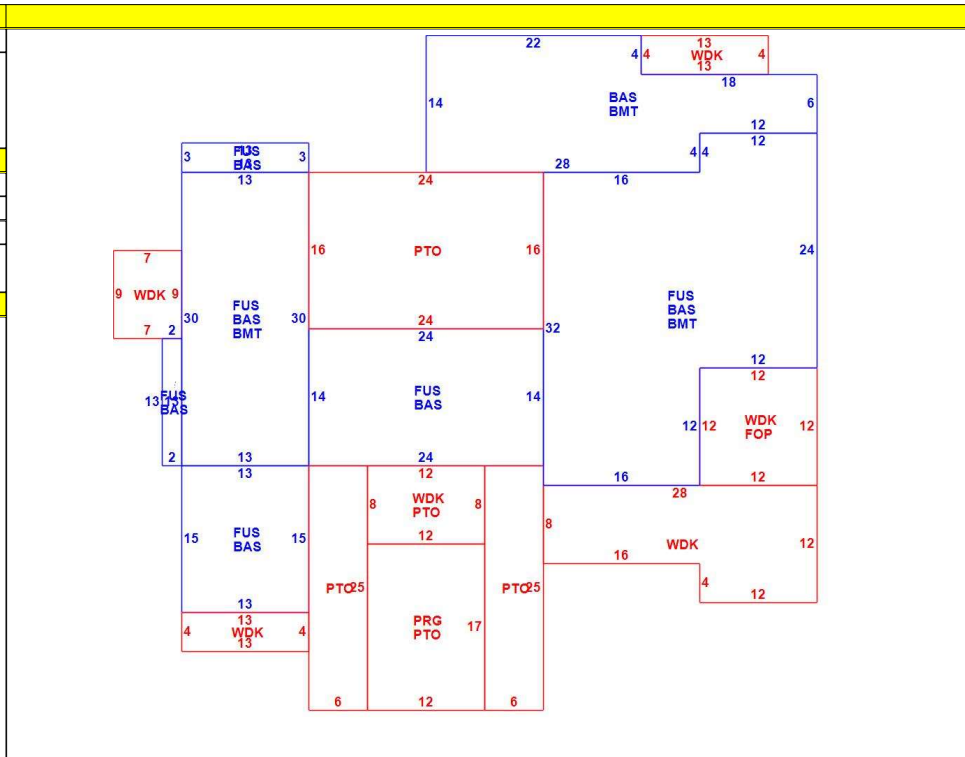 22
13
4 4 WDK 4
13
18
14
BAS
BMT
6
12
12
4 4
13
3 FUS 3
13
BAS
13
28
16
24
16 PTO 16
24
7
9 WDK 9
7
2
30 FUS 30
BAS
BMT
24
FUS
BAS
BMT
32
24
24
14 FUS 14
BAS
12
12
12 12 WDK 12
FOP
12
13 FUS 13
BAS
2
13
13
24
12
8 WDK 8
PTO
12
16
28
15 FUS 15
BAS
8
WDK 12
16
4
12
PTO 25
PRG 17
PTO
PTO 25
13
13
4 WDK 4
13
6
12
6